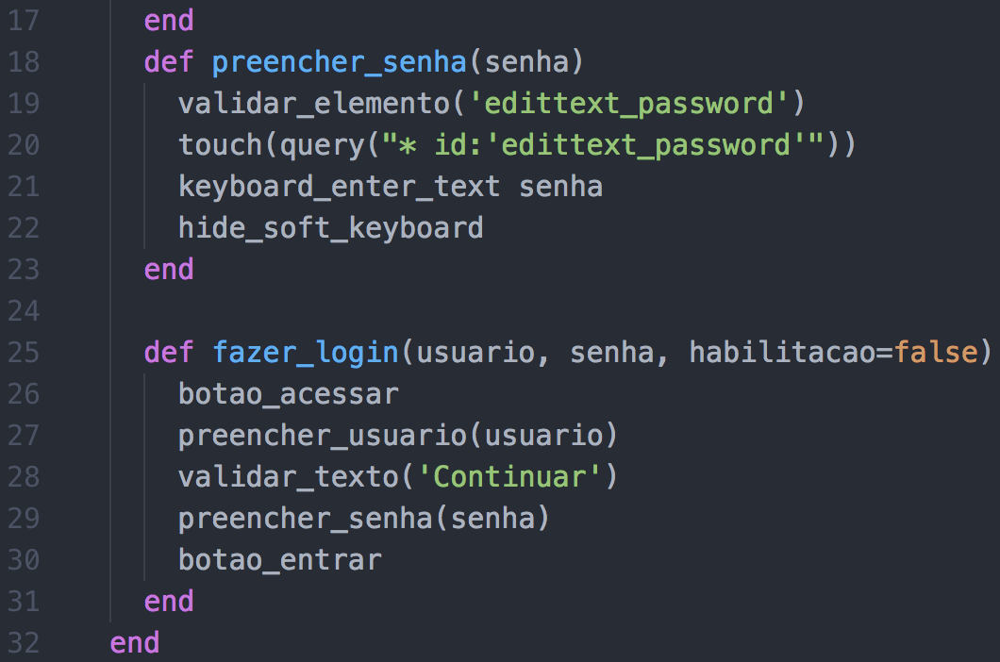 17 end
18 def preencher_senha(senha)
19 validar_elemento('edittext_password')
20 touch(query("* id:'edittext_password'"))
21 keyboard_enter_text senha
22 hide_soft_keyboard
23 end
24
25 def fazer_login(usuario, senha, habilitacao=false)
26 botao_acessar
27 preencher_usuario(usuario)
28 validar_texto('Continuar')
29 preencher_senha(senha)
30 botao_entrar
31 end
32 end